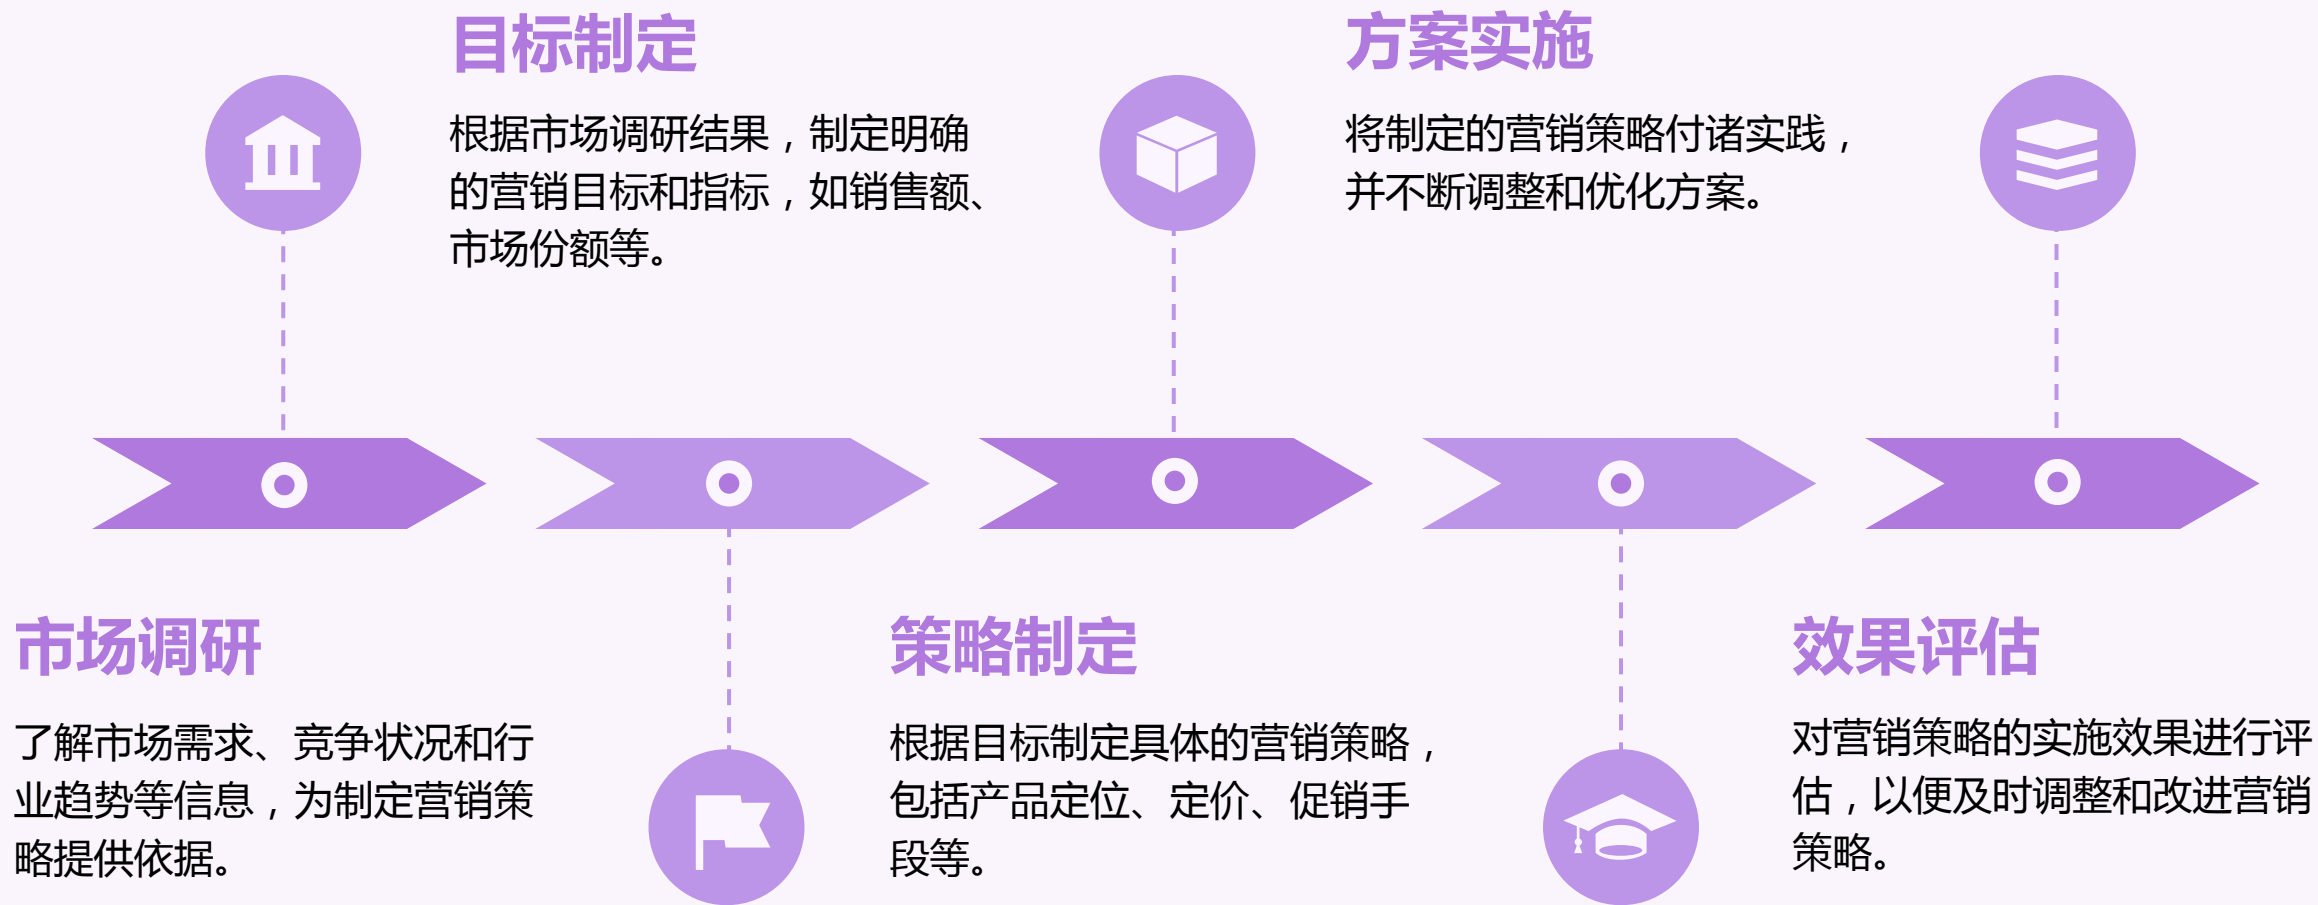 目标制定
根据市场调研结果，制定明确
的营销目标和指标，如销售额、
市场份额等。
方案实施
将制定的营销策略付诸实践，
并不断调整和优化方案。
市场调研
了解市场需求、竞争状况和行
业趋势等信息，为制定营销策
略提供依据。
策略制定
根据目标制定具体的营销策略，
包括产品定位、定价、促销手
段等。
效果评估
对营销策略的实施效果进行评
估，以便及时调整和改进营销
策略。